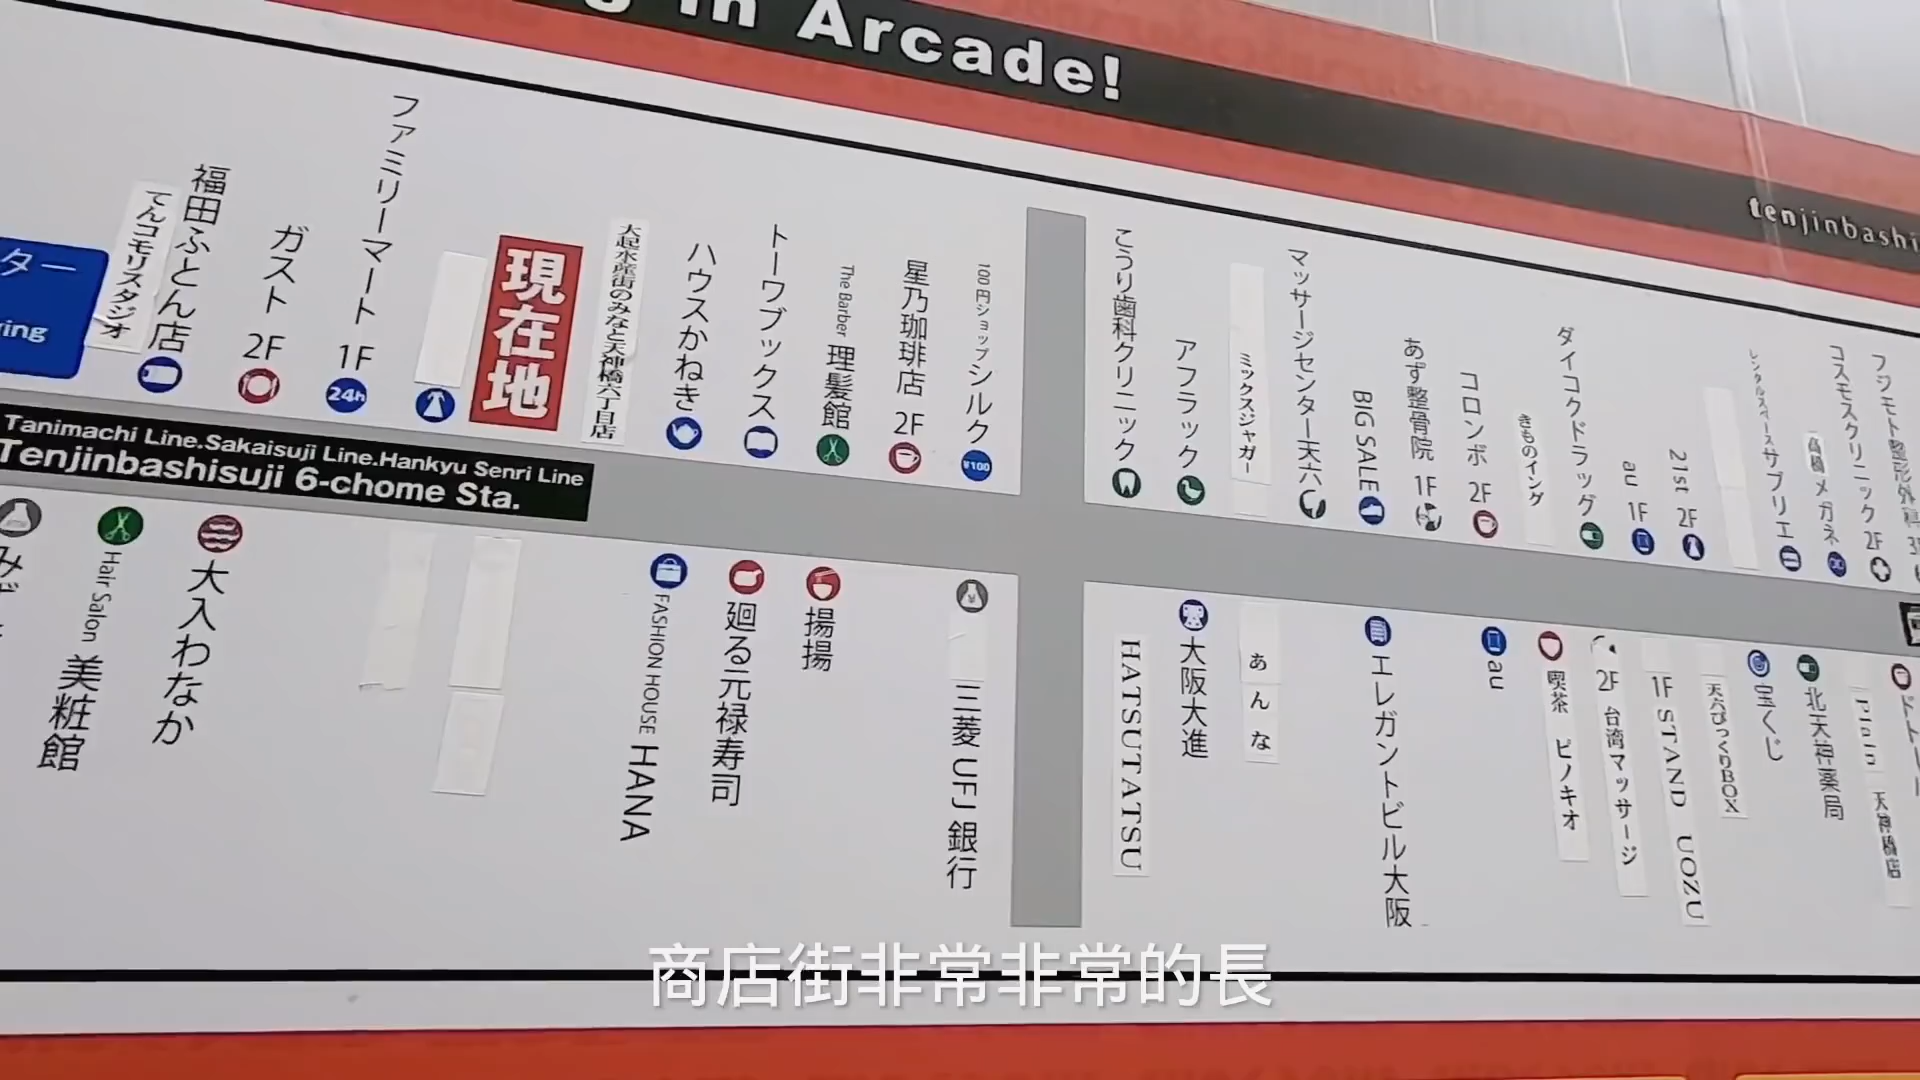 in Arcade!
tenjinbashi
ター
ing
てんコモリスタジオ
福田ふとん店
ガスト 2F
ファミリーマート 1F
24h
現在地
大起水産街のみなと天神橋六丁目店
ハウスかねき
トーワブックス
The Barber 理髪館
星乃珈琲店 2F
100円ショップシルク
¥100
こうり歯科クリニック
アフラック
ミックスジャガー
マッサージセンター天六
BIG SALE
あず整骨院 1F
コロンボ 2F
きものイング
ダイコクドラッグ
au 1F
21st 2F
レンタルスペースサブリエ
高橋メガネ
コスモスクリニック 2F
フジモト整形外科
Tanimachi Line.Sakaisuji Line.Hankyu Senri Line
Tenjinbashisuji 6-chome Sta.
Hair Salon 美粧館
大入わなか
FASHION HOUSE HANA
廻る元禄寿司
揚揚
三菱UFJ銀行
HATSUTATSU
大阪大進
あんな
エレガントビル大阪
au
喫茶 ピノキオ
2F 台湾マッサージ
1F STAND UOZU
天六びっくりBOX
宝くじ
北天神薬局
天神橋店
商店街非常非常的長